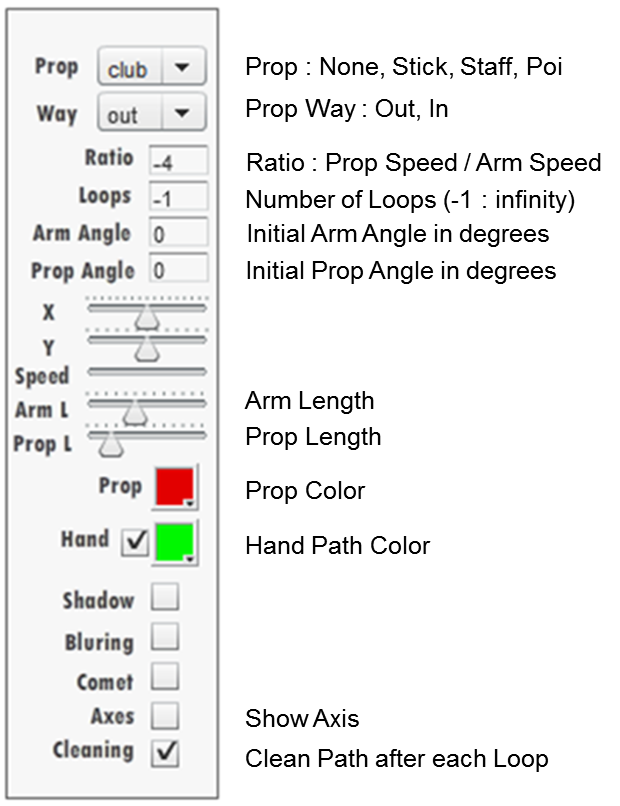 Prop club Prop : None, Stick, Staff, Poi
Way out Prop Way : Out, In
Ratio -4 Ratio : Prop Speed / Arm Speed
Loops -1 Number of Loops (-1 : infinity)
Arm Angle 0 Initial Arm Angle in degrees
Prop Angle 0 Initial Prop Angle in degrees
X
Y
Speed
Arm L Arm Length
Prop L Prop Length
Prop Prop Color
Hand Hand Path Color
Shadow
Bluring
Comet
Axes Show Axis
Cleaning Clean Path after each Loop